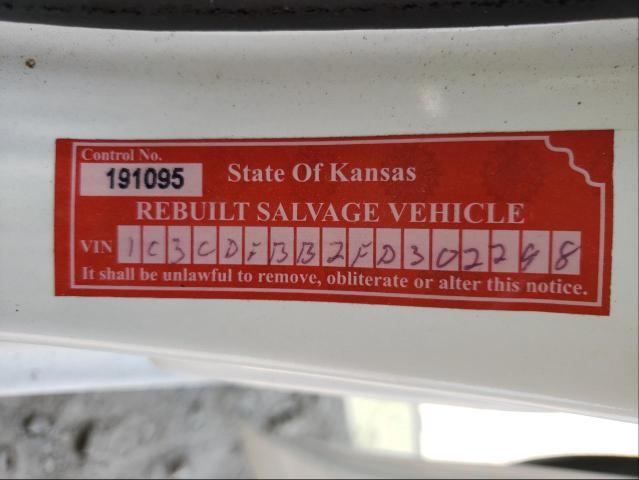 Control No.
191095
State Of Kansas
REBUILT SALVAGE VEHICLE
VIN 1C3CDFBB2FD302298
It shall be unlawful to remove, obliterate or alter this notice.